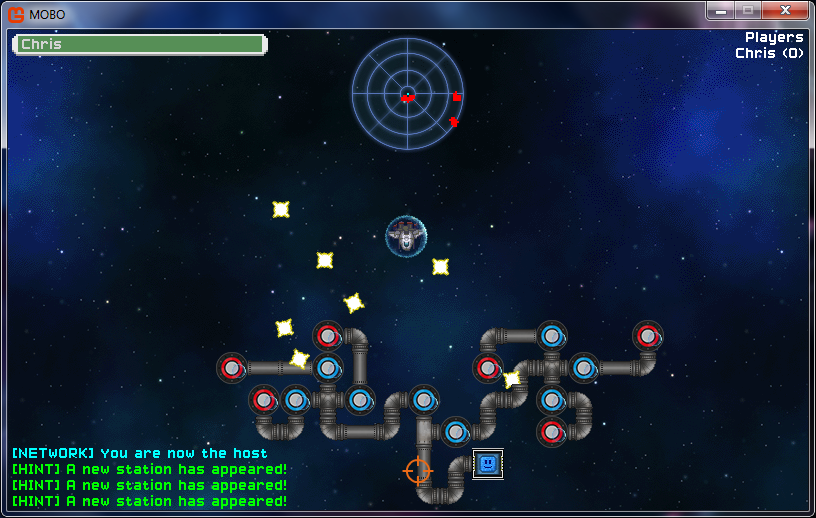 MOBO
Chris
Players
Chris (0)
[NETWORK] You are now the host
[HINT] A new station has appeared!
[HINT] A new station has appeared!
[HINT] A new station has appeared!